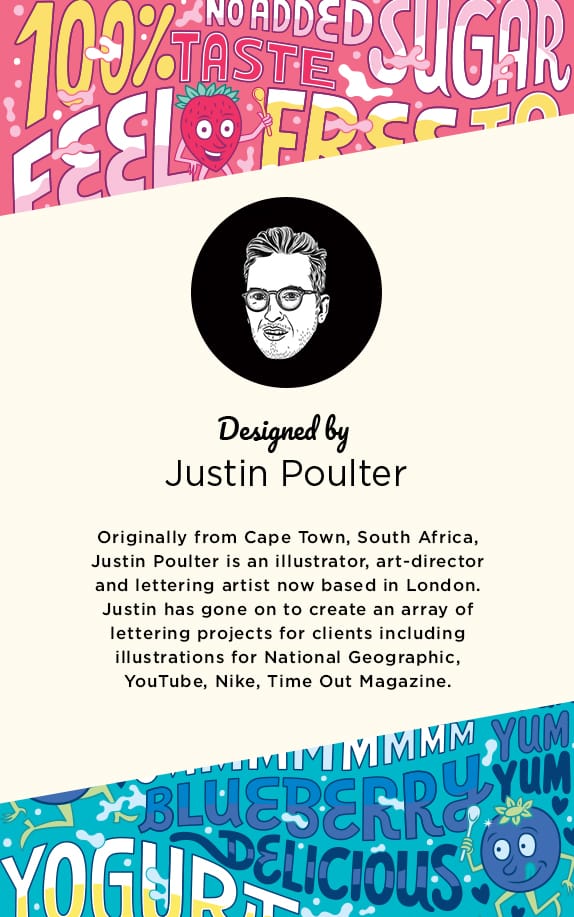 NO ADDED
100%
TASTE
SUGAR
FEEL
FREE TO
Designed by
Justin Poulter
Originally from Cape Town, South Africa,
Justin Poulter is an illustrator, art-director
and lettering artist now based in London.
Justin has gone on to create an array of
lettering projects for clients including
illustrations for National Geographic,
YouTube, Nike, Time Out Magazine.
YUM
YUM
BLUEBERRY
DELICIOUS
YOGURT